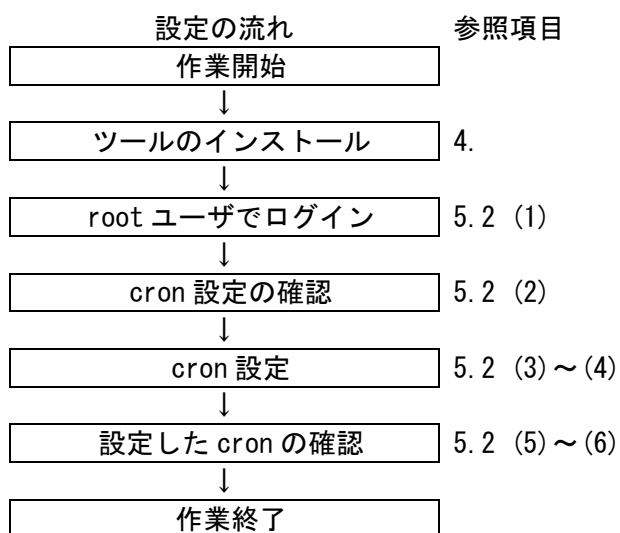 設定の流れ 参照項目
作業開始
↓
ツールのインストール 4.
↓
root ユーザでログイン 5.2 (1)
↓
cron 設定の確認 5.2 (2)
↓
cron 設定 5.2 (3)～(4)
↓
設定した cron の確認 5.2 (5)～(6)
↓
作業終了